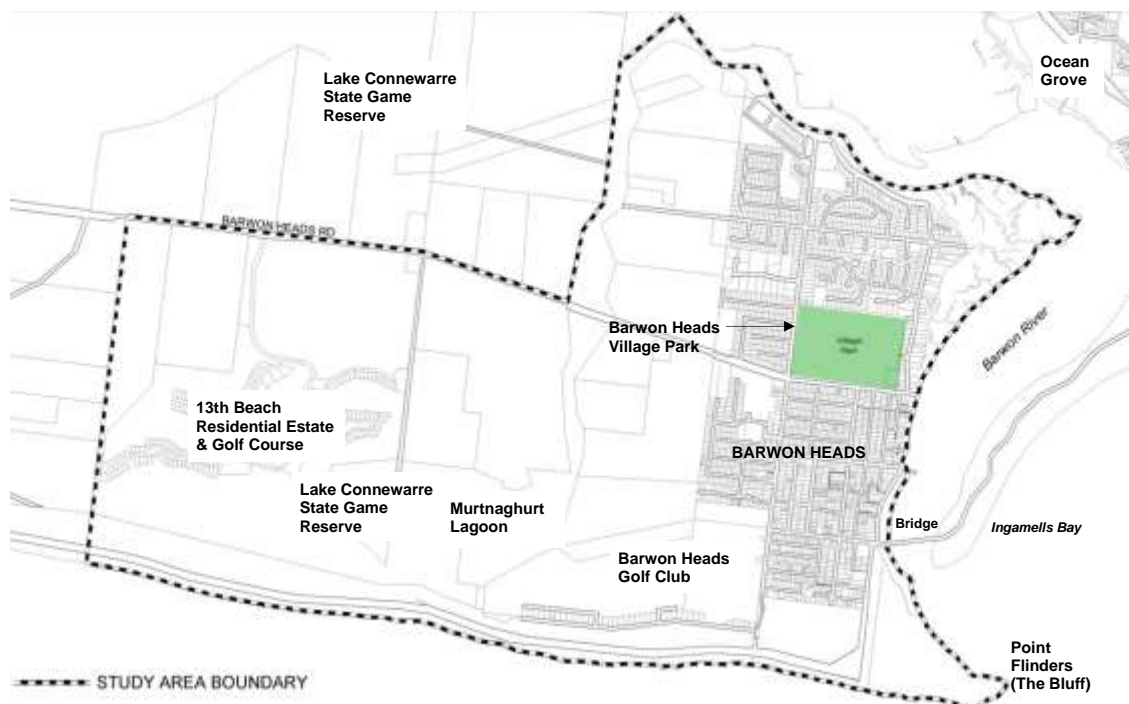 Lake Connewarre
State Game
Reserve
Ocean
Grove
BARWON HEADS RD
Barwon Heads
Village Park
Village
Park
Barwon River
13th Beach
Residential Estate
& Golf Course
BARWON HEADS
Lake Connewarre
State Game
Reserve
Murtnaghurt
Lagoon
Bridge
Ingamells Bay
Barwon Heads
Golf Club
Point
Flinders
(The Bluff)
STUDY AREA BOUNDARY